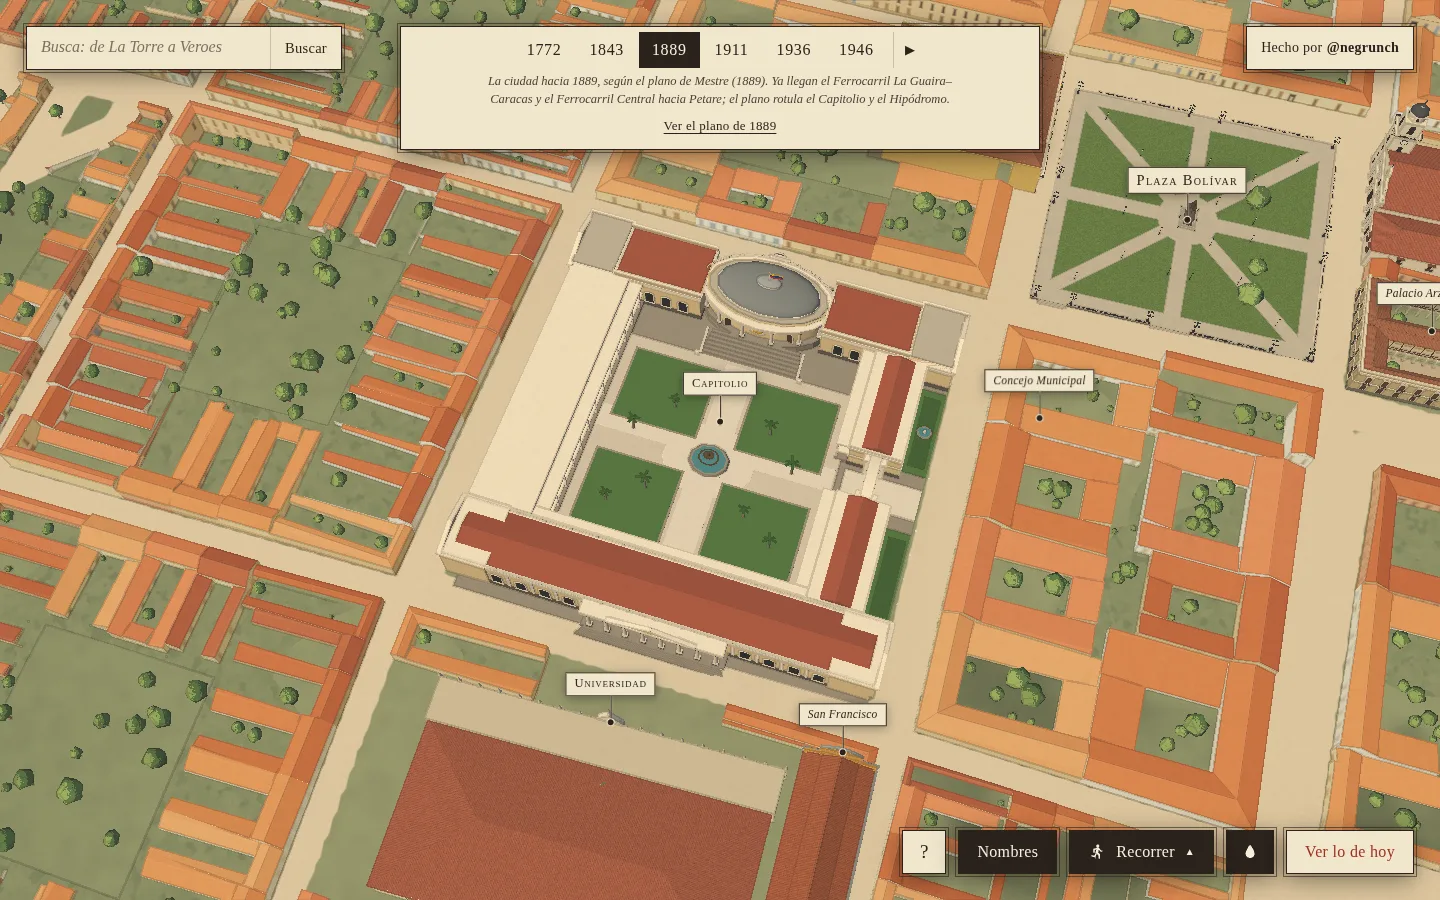 Busca: de La Torre a Veroes
Buscar
1772 1843 1889 1911 1936 1946 ▶
La ciudad hacia 1889, según el plano de Mestre (1889). Ya llegan el Ferrocarril La Guaira–
Caracas y el Ferrocarril Central hacia Petare; el plano rotula el Capitolio y el Hipódromo.
Ver el plano de 1889
Hecho por @negrunch
Plaza Bolívar
Palacio Arz
Concejo Municipal
Capitolio
Universidad
San Francisco
?
Nombres
Recorrer ▲
Ver lo de hoy